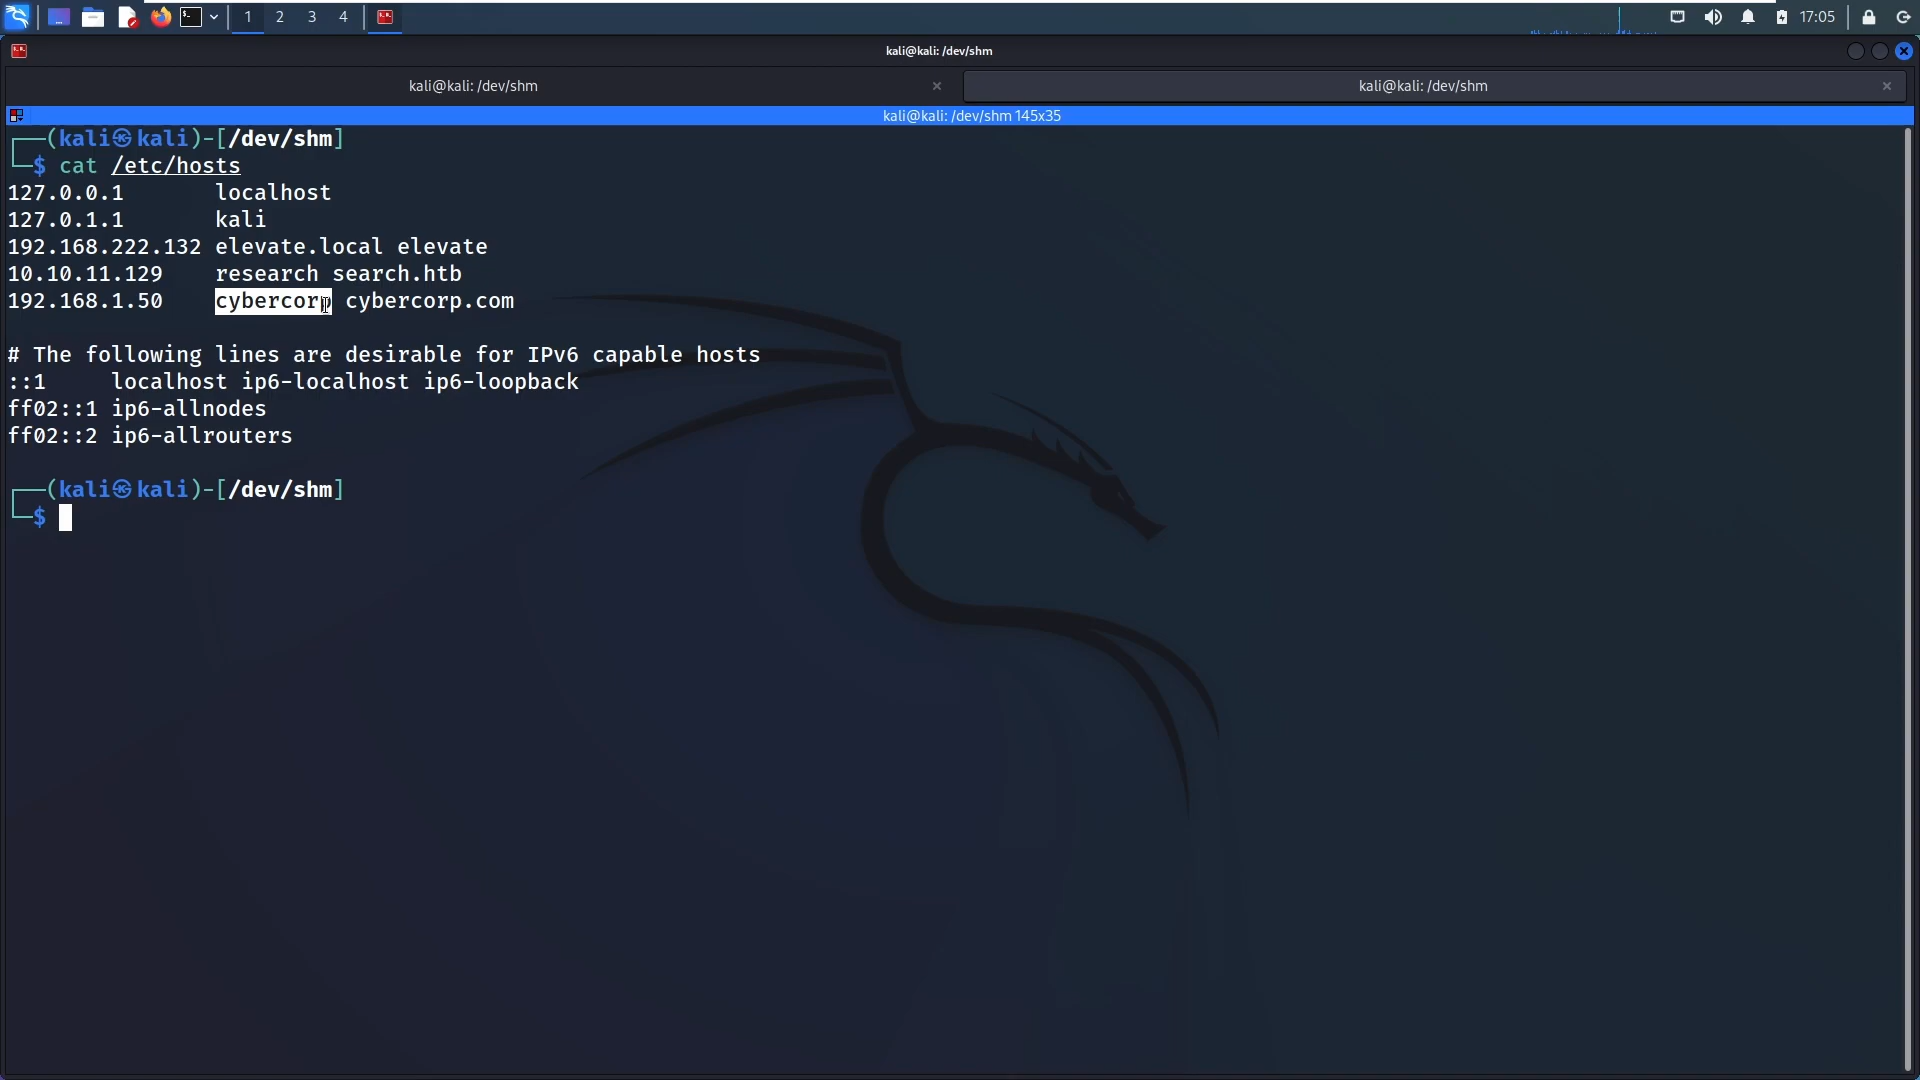 1 2 3 4 17:05
kali@kali: /dev/shm
kali@kali: /dev/shm kali@kali: /dev/shm
kali@kali: /dev/shm 145x35
┌──(kali㉿kali)-[/dev/shm]
└─$ cat /etc/hosts
127.0.0.1 localhost
127.0.1.1 kali
192.168.222.132 elevate.local elevate
10.10.11.129 research search.htb
192.168.1.50 cybercorp cybercorp.com
# The following lines are desirable for IPv6 capable hosts
::1 localhost ip6-localhost ip6-loopback
ff02::1 ip6-allnodes
ff02::2 ip6-allrouters
┌──(kali㉿kali)-[/dev/shm]
└─$